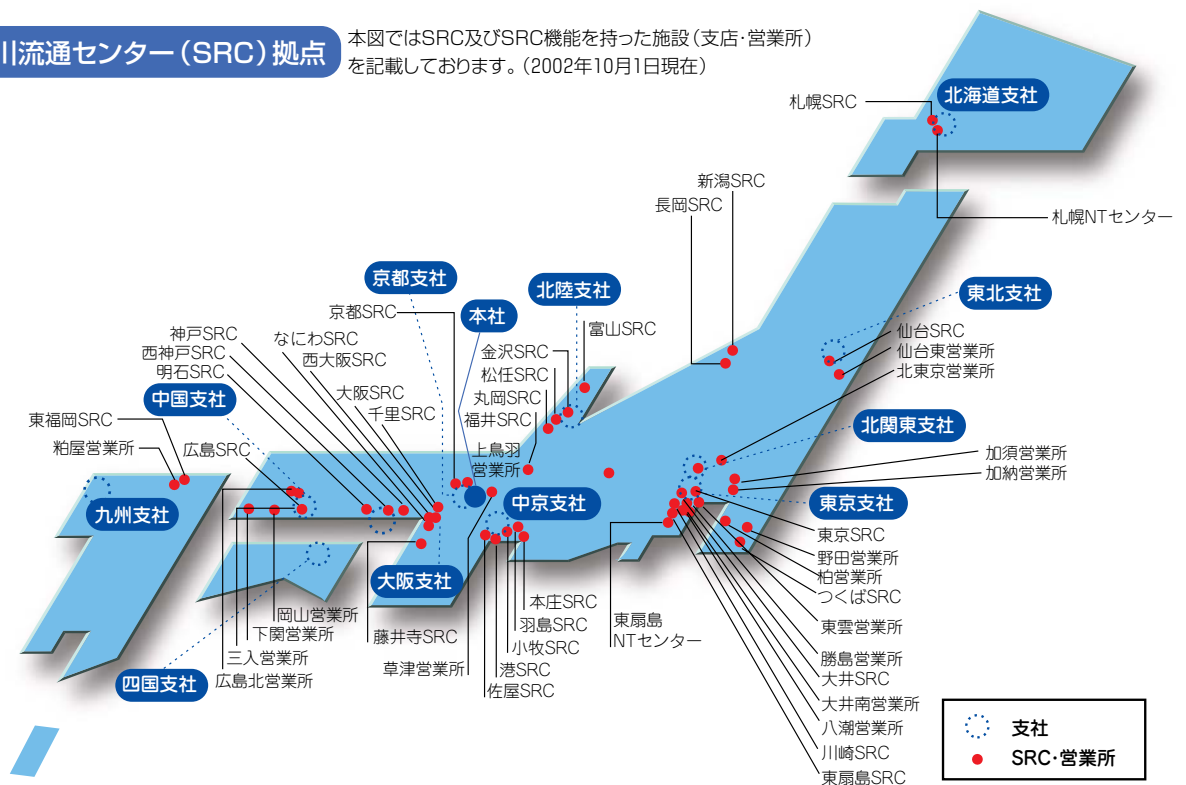 川流通センター(SRC)拠点
本図ではSRC及びSRC機能を持った施設(支店・営業所)
を記載しております。(2002年10月1日現在)
北海道支社
札幌SRC
新潟SRC
長岡SRC
札幌NTセンター
京都支社
北陸支社
東北支社
京都SRC
本社
富山SRC
神戸SRC
なにわSRC
仙台SRC
西神戸SRC
西大阪SRC
金沢SRC
仙台東営業所
明石SRC
松任SRC
北東京営業所
中国支社
大阪SRC
丸岡SRC
東福岡SRC
千里SRC
福井SRC
北関東支社
粕屋営業所
広島SRC
上鳥羽
営業所
加須営業所
加納営業所
九州支社
中京支社
東京支社
東京SRC
野田営業所
大阪支社
柏営業所
つくばSRC
本庄SRC
岡山営業所
羽島SRC
東扇島
NTセンター
東雲営業所
下関営業所
藤井寺SRC
小牧SRC
三入営業所
草津営業所
港SRC
勝島営業所
広島北営業所
佐屋SRC
大井SRC
四国支社
大井南営業所
八潮営業所
川崎SRC
東扇島SRC
支社
SRC・営業所